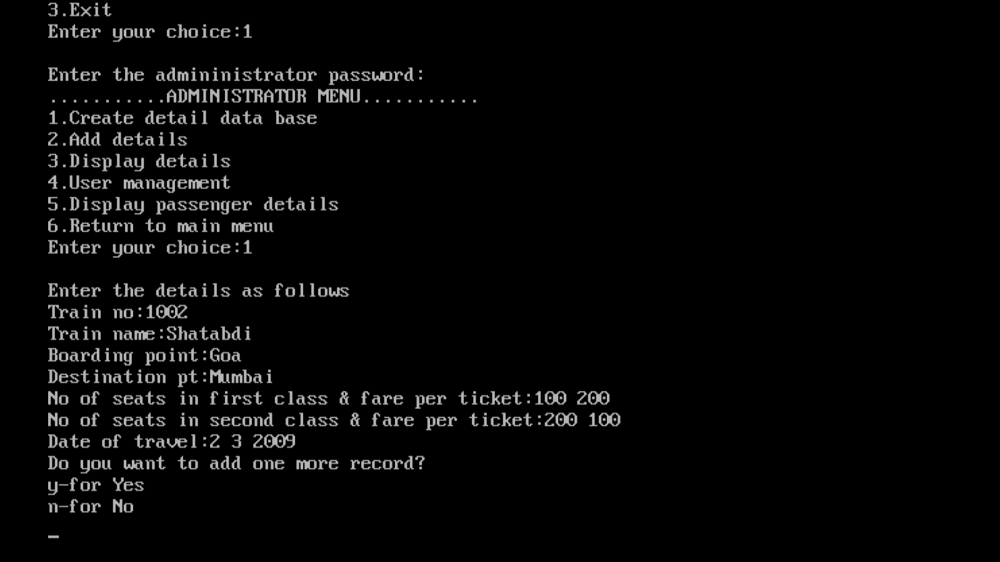 3.Exit
Enter your choice:1
Enter the admininistrator password:
...........ADMINISTRATOR MENU...........
1.Create detail data base
2.Add details
3.Display details
4.User management
5.Display passenger details
6.Return to main menu
Enter your choice:1
Enter the details as follows
Train no:1002
Train name:Shatabdi
Boarding point:Goa
Destination pt:Mumbai
No of seats in first class & fare per ticket:100 200
No of seats in second class & fare per ticket:200 100
Date of travel:2 3 2009
Do you want to add one more record?
y-for Yes
n-for No
_